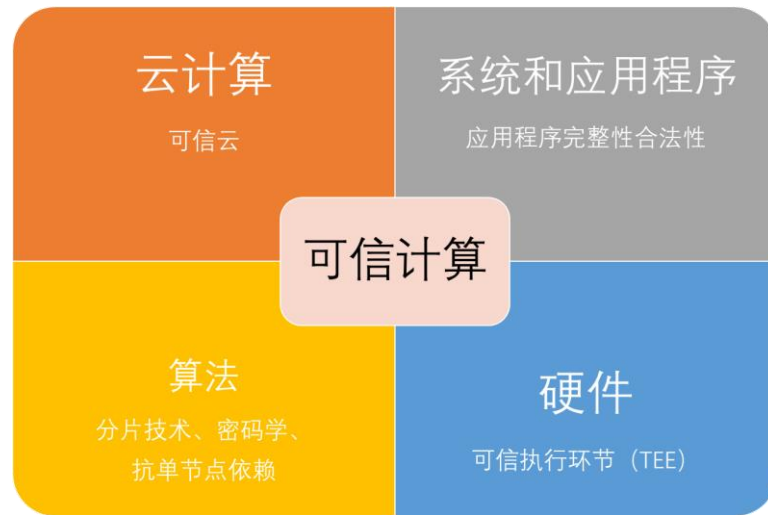 云计算
可信云
系统和应用程序
应用程序完整性合法性
可信计算
算法
分片技术、密码学、
抗单节点依赖
硬件
可信执行环节（TEE）